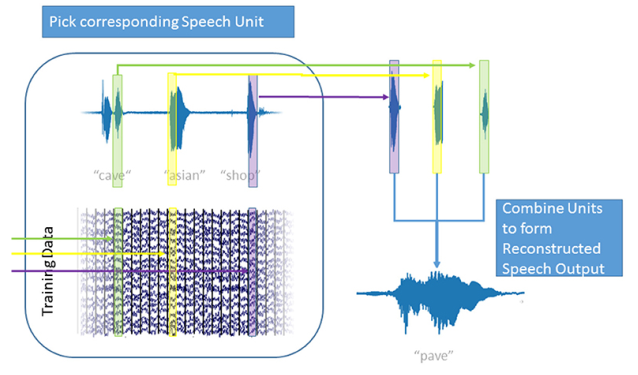 Pick corresponding Speech Unit
"cave"
"asian"
"shop"
Training Data
Combine Units
to form
Reconstructed
Speech Output
"pave"